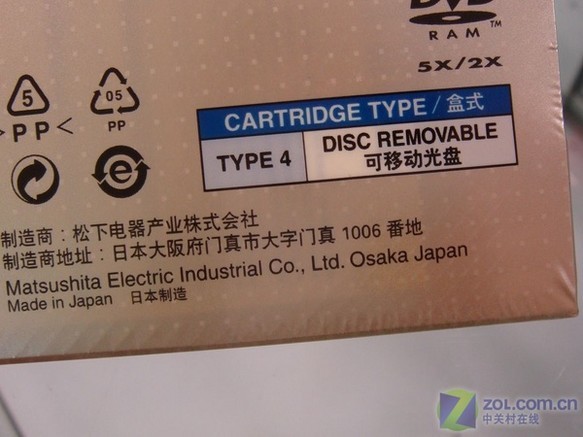 DVD
RAM™
5X/2X
5
05
>PP<
PP
CARTRIDGE TYPE / 盒式
TYPE 4
DISC REMOVABLE
可移动光盘
e
制造商：松下电器产业株式会社
制造商地址：日本大阪府门真市大字门真 1006 番地
Matsushita Electric Industrial Co., Ltd. Osaka Japan
Made in Japan 日本制造
Z
zol.com.cn
中关村在线